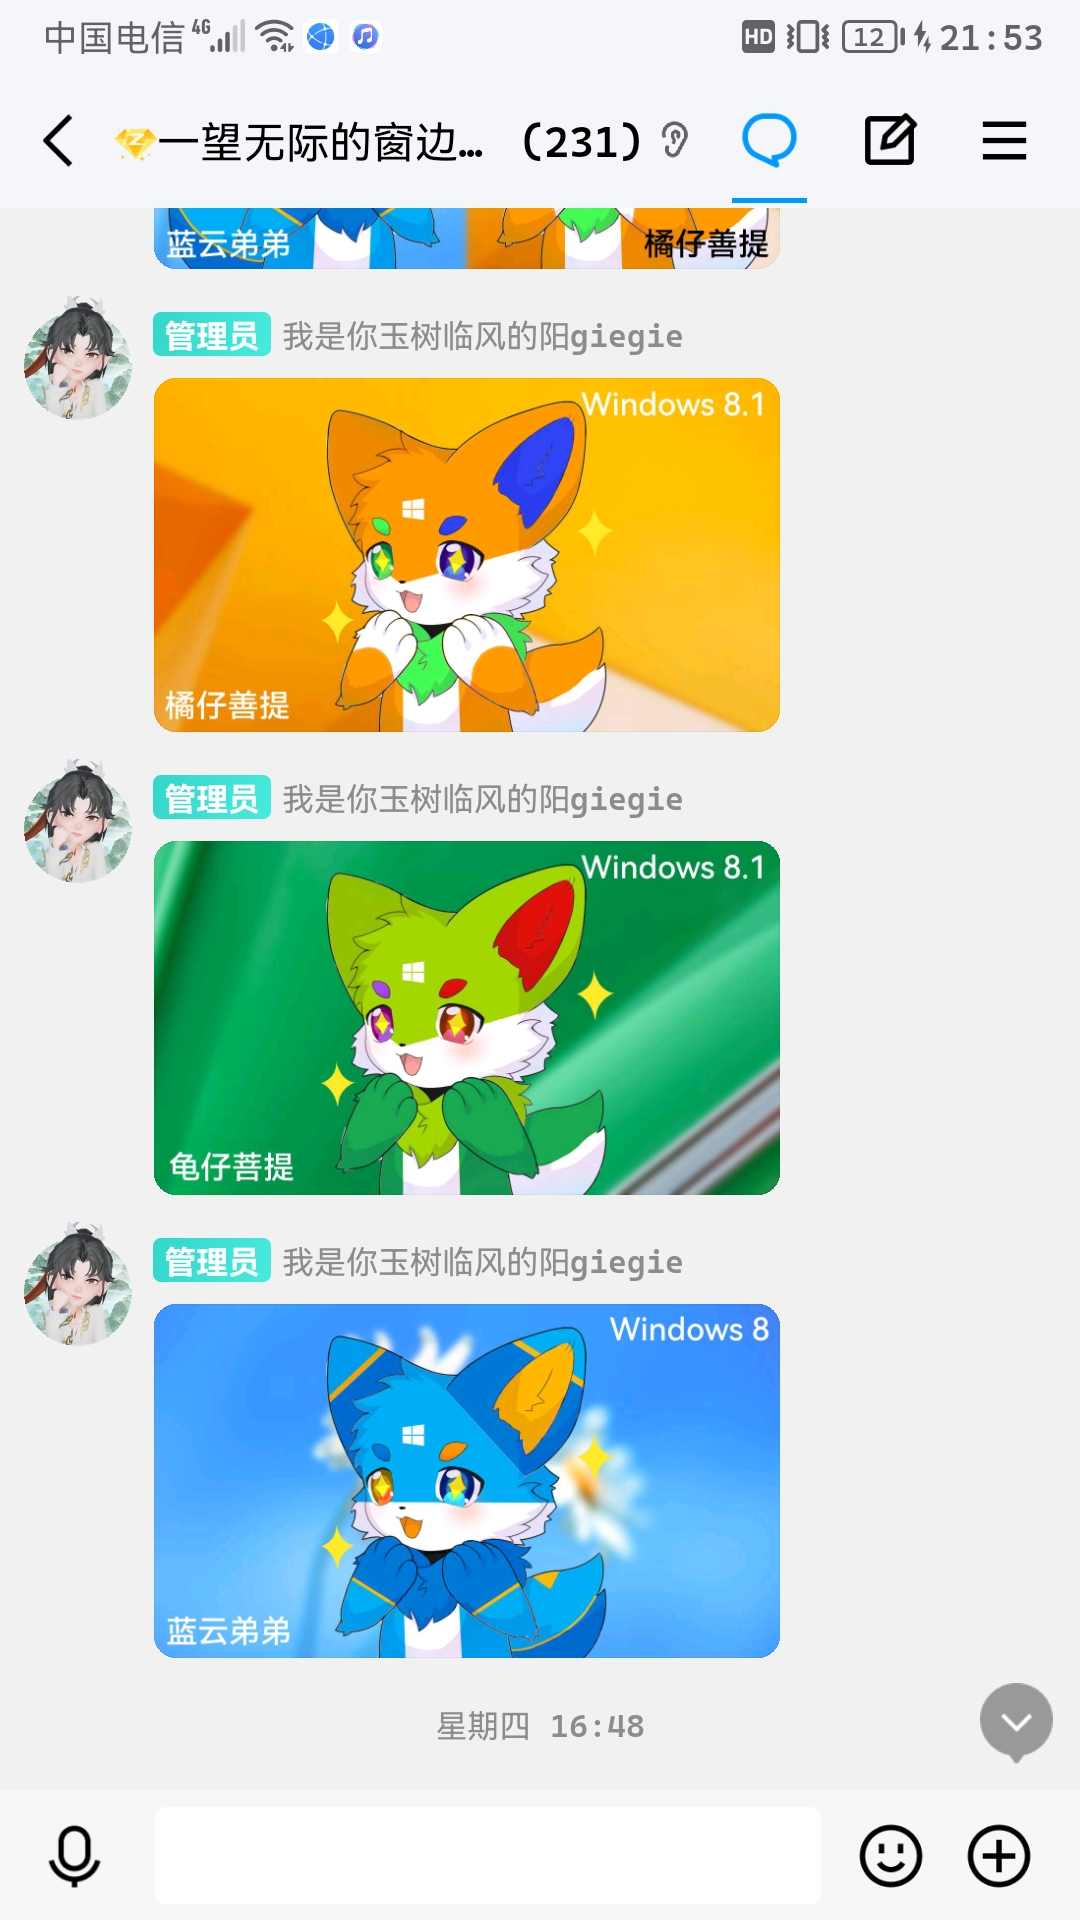 中国电信 4G HD 12 21:53
一望无际的窗边... (231)
蓝云弟弟 橘仔善提
管理员 我是你玉树临风的阳giegie
Windows 8.1
橘仔善提
管理员 我是你玉树临风的阳giegie
Windows 8.1
龟仔菩提
管理员 我是你玉树临风的阳giegie
Windows 8
蓝云弟弟
星期四 16:48